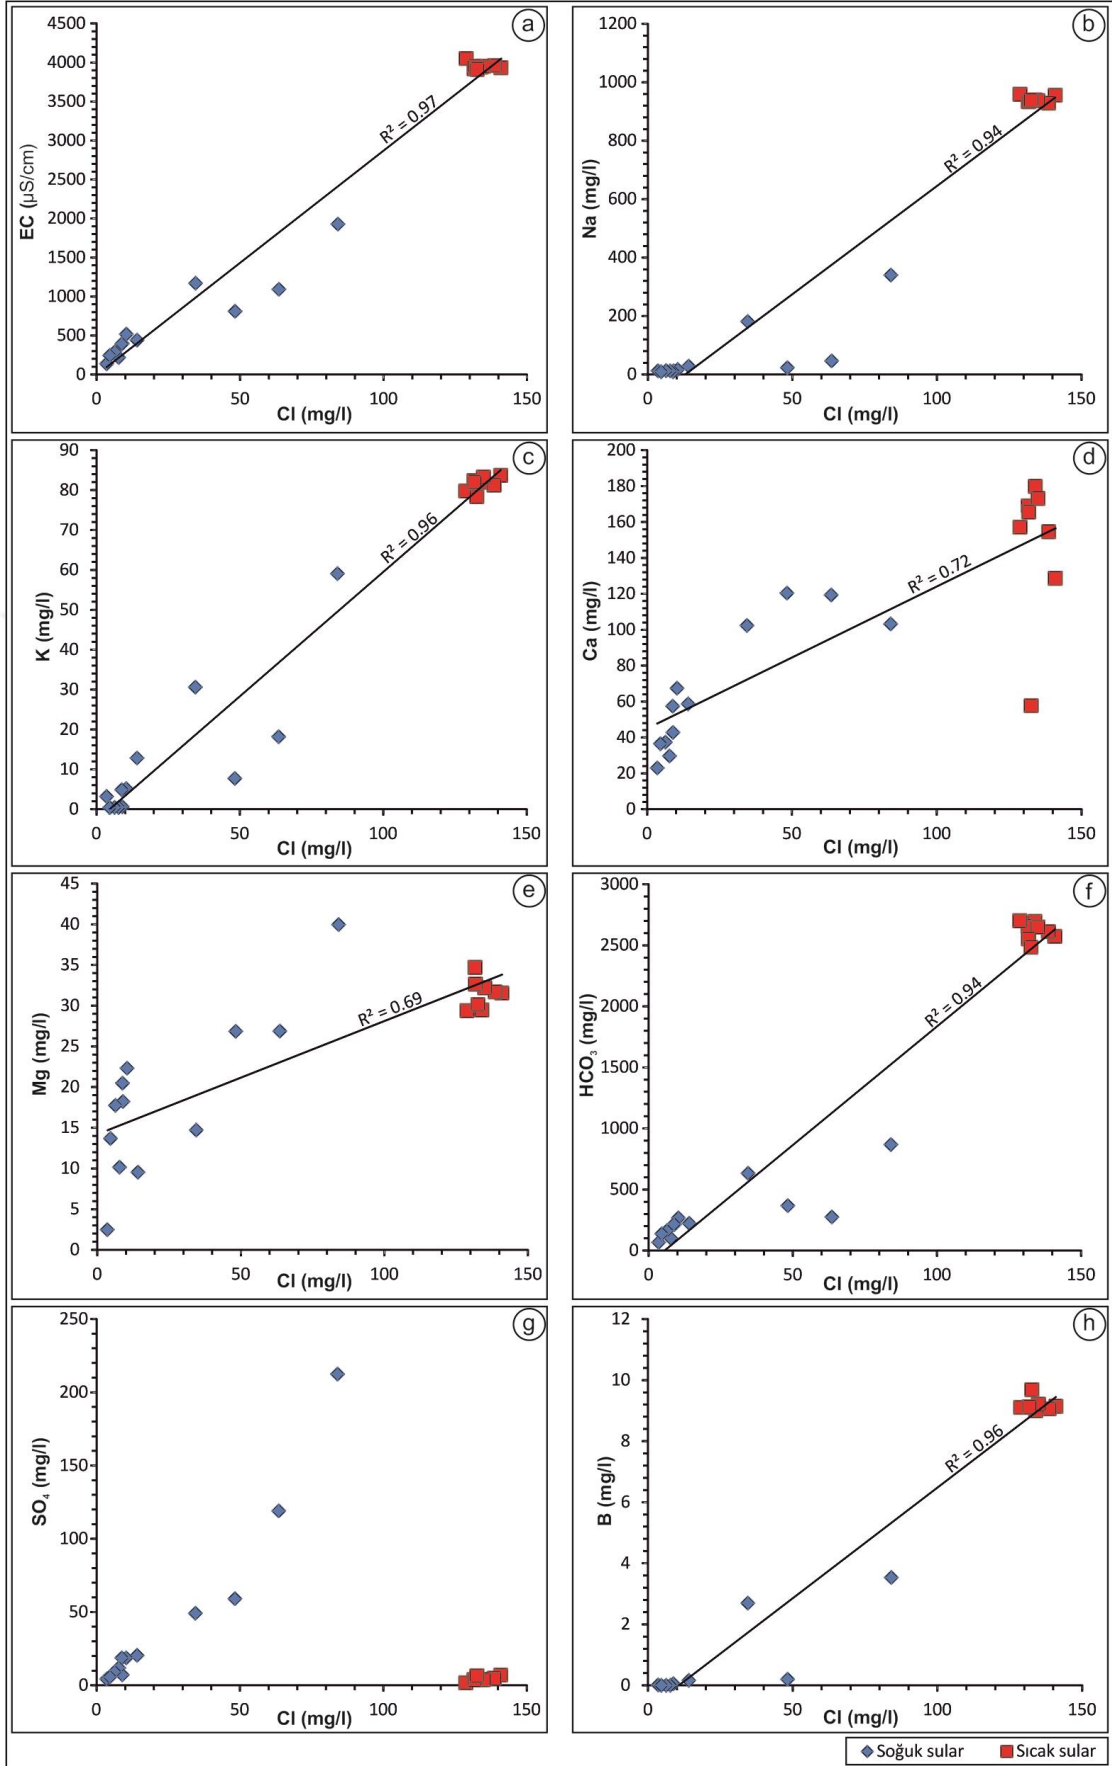 a
4500
4000
3500
3000
2500
2000
1500
1000
500
0
EC (µS/cm)
R² = 0.97
0 50 100 150
Cl (mg/l)
b
1200
1000
800
600
400
200
0
Na (mg/l)
R² = 0.94
0 50 100 150
Cl (mg/l)
c
90
80
70
60
50
40
30
20
10
0
K (mg/l)
R² = 0.96
0 50 100 150
Cl (mg/l)
d
200
180
160
140
120
100
80
60
40
20
0
Ca (mg/l)
R² = 0.72
0 50 100 150
Cl (mg/l)
e
45
40
35
30
25
20
15
10
5
0
Mg (mg/l)
R² = 0.69
0 50 100 150
Cl (mg/l)
f
3000
2500
2000
1500
1000
500
0
HCO₃ (mg/l)
R² = 0.94
0 50 100 150
Cl (mg/l)
g
250
200
150
100
50
0
SO₄ (mg/l)
0 50 100 150
Cl (mg/l)
h
12
10
8
6
4
2
0
B (mg/l)
R² = 0.96
0 50 100 150
Cl (mg/l)
Soğuk sular Sıcak sular